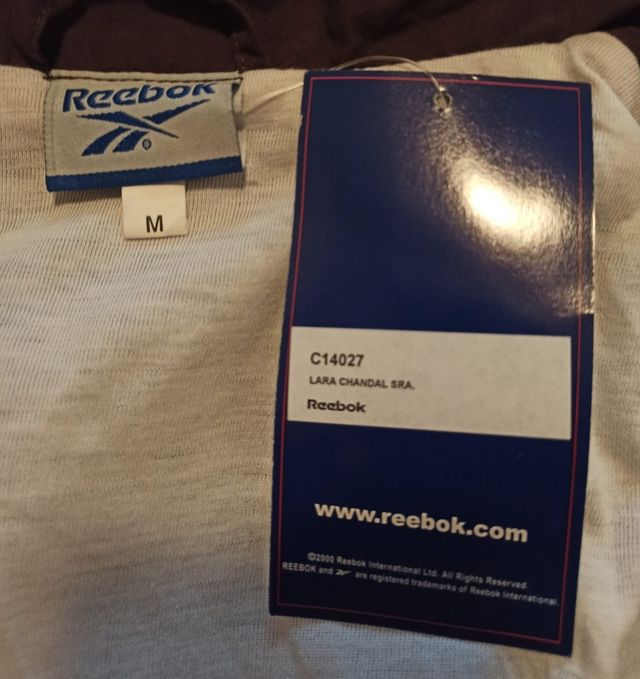 Reebok
®
M
C14027
LARA CHANDAL SRA.
Reebok
www.reebok.com
©2000 Reebok International Ltd. All Rights Reserved.
REEBOK and are registered trademarks of Reebok International.